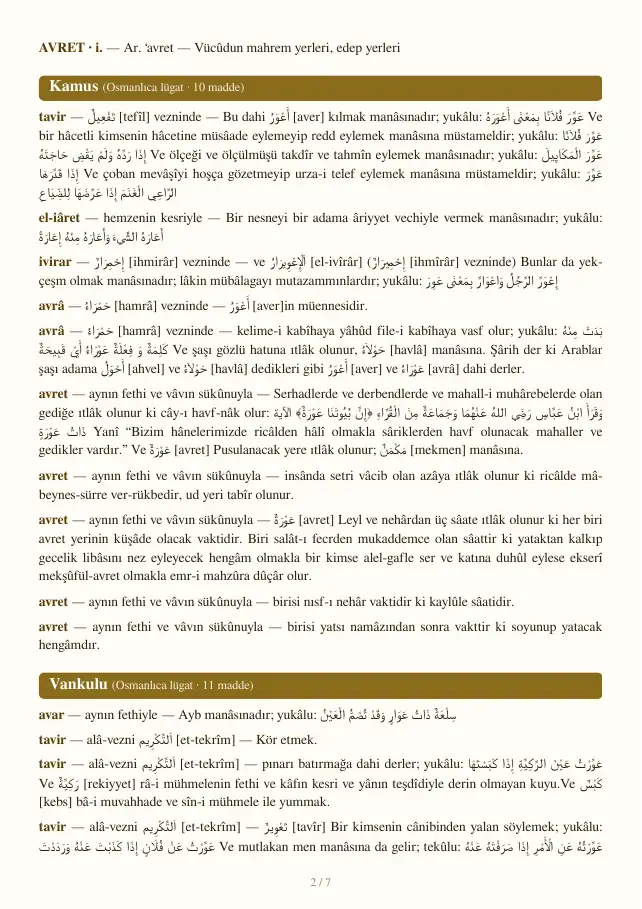 AVRET · i. — Ar. ʿavret — Vücûdun mahrem yerleri, edep yerleri
Kamus (Osmanlıca lügat · 10 madde)
tavir — تَفْعِيلٌ [tefîl] vezninde — Bu dahi أَعْوَرُ [aver] kılmak manâsınadır; yukâlu: عَوَّرَ فُلَانًا بِمَعْنَى أَعْوَرَهُ Ve
bir hâcetli kimsenin hâcetine müsâade eylemeyip redd eylemek manâsına müstameldir; yukâlu: عَوَّرَ فُلَانًا
إِذَا رَدَّهُ وَلَمْ يَقْضِ حَاجَتَهُ Ve ölçeği ve ölçülmüşü takdîr ve tahmîn eylemek manâsınadır; yukâlu: عَوَّرَ الْمَكَايِيلَ
إِذَا قَدَّرَهَا Ve çoban mevâşîyi hoşça gözetmeyip urza-i telef eylemek manâsına müstameldir; yukâlu: عَوَّرَ
الرَّاعِي الْغَنَمَ إِذَا عَرَّضَهَا لِلضِّيَاعِ
el-iâret — hemzenin kesriyle — Bir nesneyi bir adama âriyyet vechiyle vermek manâsınadır; yukâlu:
أَعَارَهُ الشَّيْءَ وَأَعَارَهُ مِنْهُ إِعَارَةً
ivirar — إِحْمِرَارٌ [ihmirâr] vezninde — ve اَلْإِعْوِيرَارُ [el-ivîrâr] (إِحْمِيرَارٌ [ihmîrâr] vezninde) Bunlar da yek-
çeşm olmak manâsınadır; lâkin mübâlagayı mutazammınlardır; yukâlu: إِعْوَرَّ الرَّجُلُ وَاعْوَارَّ بِمَعْنَى عَوِرَ
avrâ — حَمْرَاءُ [hamrâ] vezninde — أَعْوَرُ [aver]in müennesidir.
avrâ — حَمْرَاءُ [hamrâ] vezninde — kelime-i kabîhaya yâhûd file-i kabîhaya vasf olur; yukâlu: بَدَتْ مِنْهُ
كَلِمَةٌ وَ فِعْلَةٌ عَوْرَاءُ أَيْ قَبِيحَةٌ Ve şaşı gözlü hatuna ıtlâk olunur, حَوْلَاءُ [havlâ] manâsına. Şârih der ki Arablar
şaşı adama أَحْوَلُ [ahvel] ve حَوْلَاءُ [havlâ] dedikleri gibi أَعْوَرُ [aver] ve عَوْرَاءُ [avrâ] dahi derler.
avret — aynın fethi ve vâvın sükûnuyla — Serhadlerde ve derbendlerde ve mahall-i muhârebelerde olan
gediğe ıtlâk olunur ki cây-ı havf-nâk olur: وَقَرَأَ ابْنُ عَبَّاسٍ رَضِيَ اللهُ عَنْهُمَا وَجَمَاعَةٌ مِنَ الْقُرَّاءِ ﴿إِنَّ بُيُوتَنَا عَوْرَةٌ﴾ الآية
ذَاتُ عَوْرَةٍ Yanî “Bizim hânelerimizde ricâlden hâlî olmakla sâriklerden havf olunacak mahaller ve
gedikler vardır.” Ve عَوْرَةٌ [avret] Pusulanacak yere ıtlâk olunur; مَكْمَنٌ [mekmen] manâsına.
avret — aynın fethi ve vâvın sükûnuyla — insânda setri vâcib olan azâya ıtlâk olunur ki ricâlde mâ-
beynes-sürre ver-rükbedir, ud yeri tabîr olunur.
avret — aynın fethi ve vâvın sükûnuyla — عَوْرَةٌ [avret] Leyl ve nehârdan üç sâate ıtlâk olunur ki her biri
avret yerinin küşâde olacak vaktidir. Biri salât-ı fecrden mukaddemce olan sâattir ki yataktan kalkıp
gecelik libâsını nez eyleyecek hengâm olmakla bir kimse alel-gafle ser ve katına duhûl eylese ekserî
mekşûfül-avret olmakla emr-i mahzûra dûçâr olur.
avret — aynın fethi ve vâvın sükûnuyla — birisi nısf-ı nehâr vaktidir ki kaylûle sâatidir.
avret — aynın fethi ve vâvın sükûnuyla — birisi yatsı namâzından sonra vakttir ki soyunup yatacak
hengâmdır.
Vankulu (Osmanlıca lügat · 11 madde)
avar — aynın fethiyle — Ayb manâsınadır; yukâlu: سِلْعَةٌ ذَاتُ عَوَارٍ وَقَدْ تُضَمُّ الْعَيْنُ
tavir — alâ-vezni اَلتَّكْرِيم [et-tekrîm] — Kör etmek.
tavir — alâ-vezni اَلتَّكْرِيم [et-tekrîm] — pınarı batırmağa dahi derler; yukâlu: عَوَّرْتُ عَيْنَ الرَّكِيَّةِ إِذَا كَبَسْتَهَا
Ve رَكِيَّةٌ [rekiyyet] râ-i mühmelenin fethi ve kâfın kesri ve yânın teşdîdiyle derin olmayan kuyu.Ve كَبْسٌ
[kebs] bâ-i muvahhade ve sîn-i mühmele ile yummak.
tavir — alâ-vezni اَلتَّكْرِيم [et-tekrîm] — تَعْوِيرٌ [tavîr] Bir kimsenin cânibinden yalan söylemek; yukâlu:
عَوَّرْتُ عَنْ فُلَانٍ إِذَا كَذَّبْتَ عَنْهُ وَرَدَدْتَ Ve mutlakan men manâsına da gelir; tekûlu: عَوَّرْتُهُ عَنِ الْأَمْرِ إِذَا صَرَفْتَهُ عَنْهُ
2 / 7